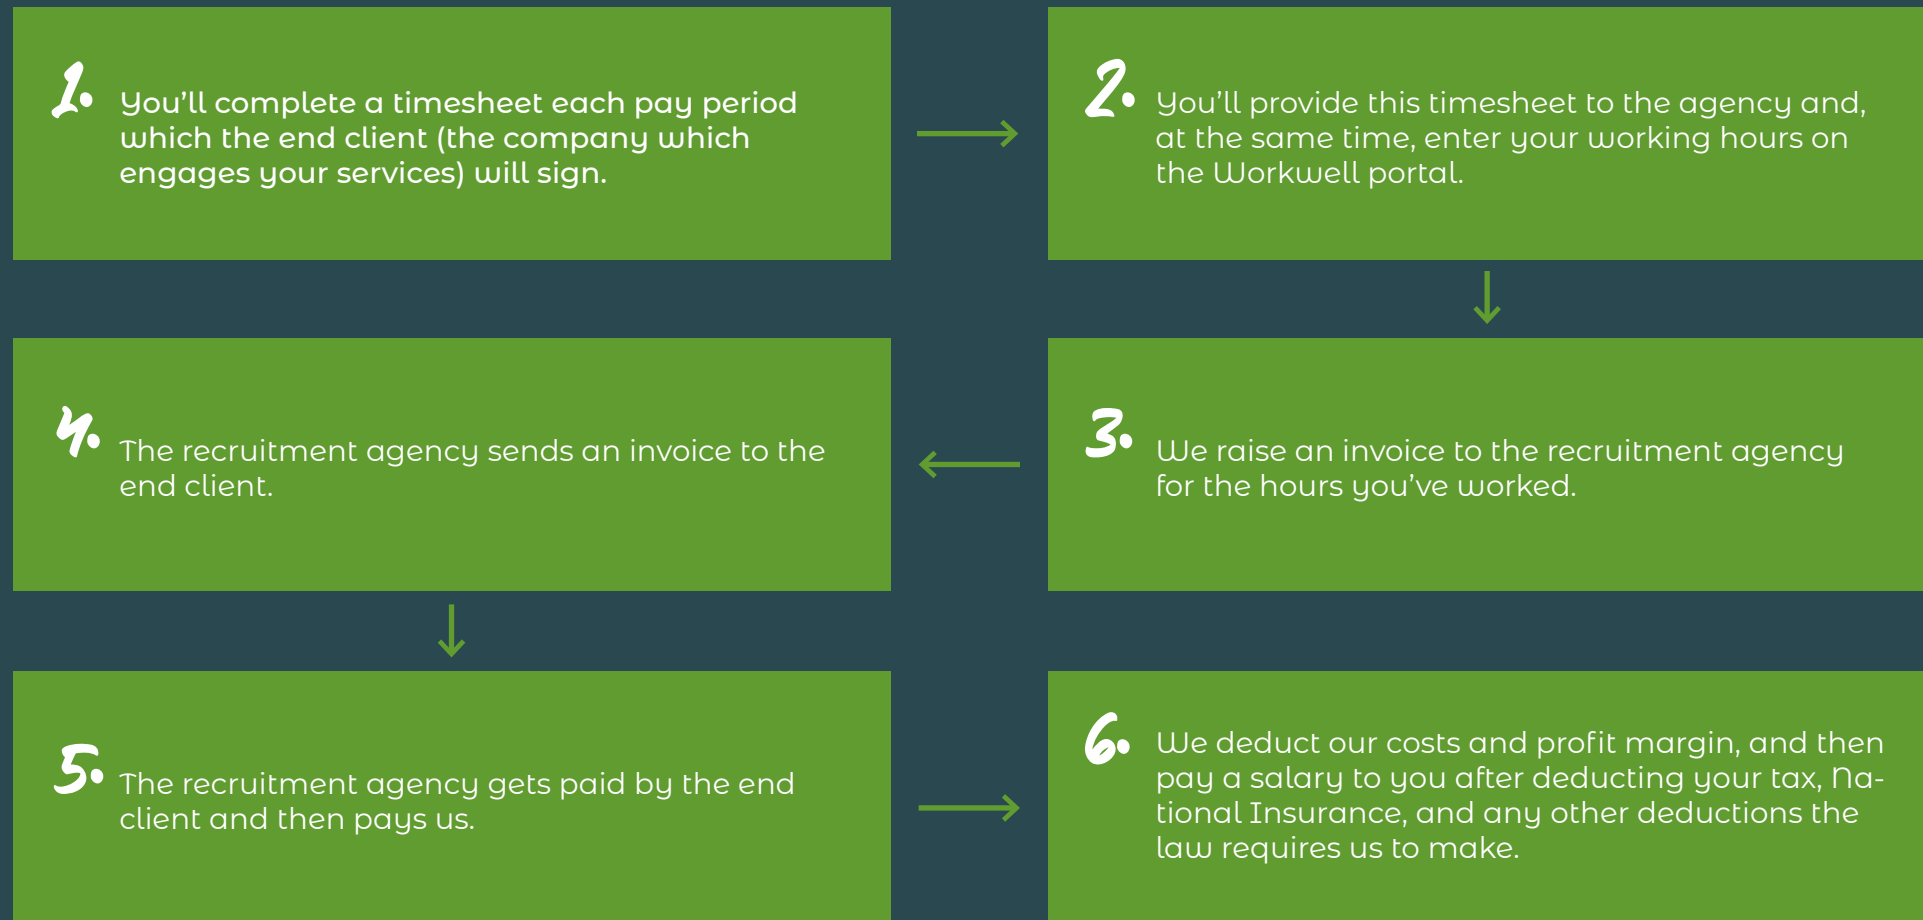 1.
You'll complete a timesheet each pay period
which the end client (the company which
engages your services) will sign.
2.
You'll provide this timesheet to the agency and,
at the same time, enter your working hours on
the Workwell portal.
3.
We raise an invoice to the recruitment agency
for the hours you've worked.
4.
The recruitment agency sends an invoice to the
end client.
5.
The recruitment agency gets paid by the end
client and then pays us.
6.
We deduct our costs and profit margin, and then
pay a salary to you after deducting your tax, Na-
tional Insurance, and any other deductions the
law requires us to make.